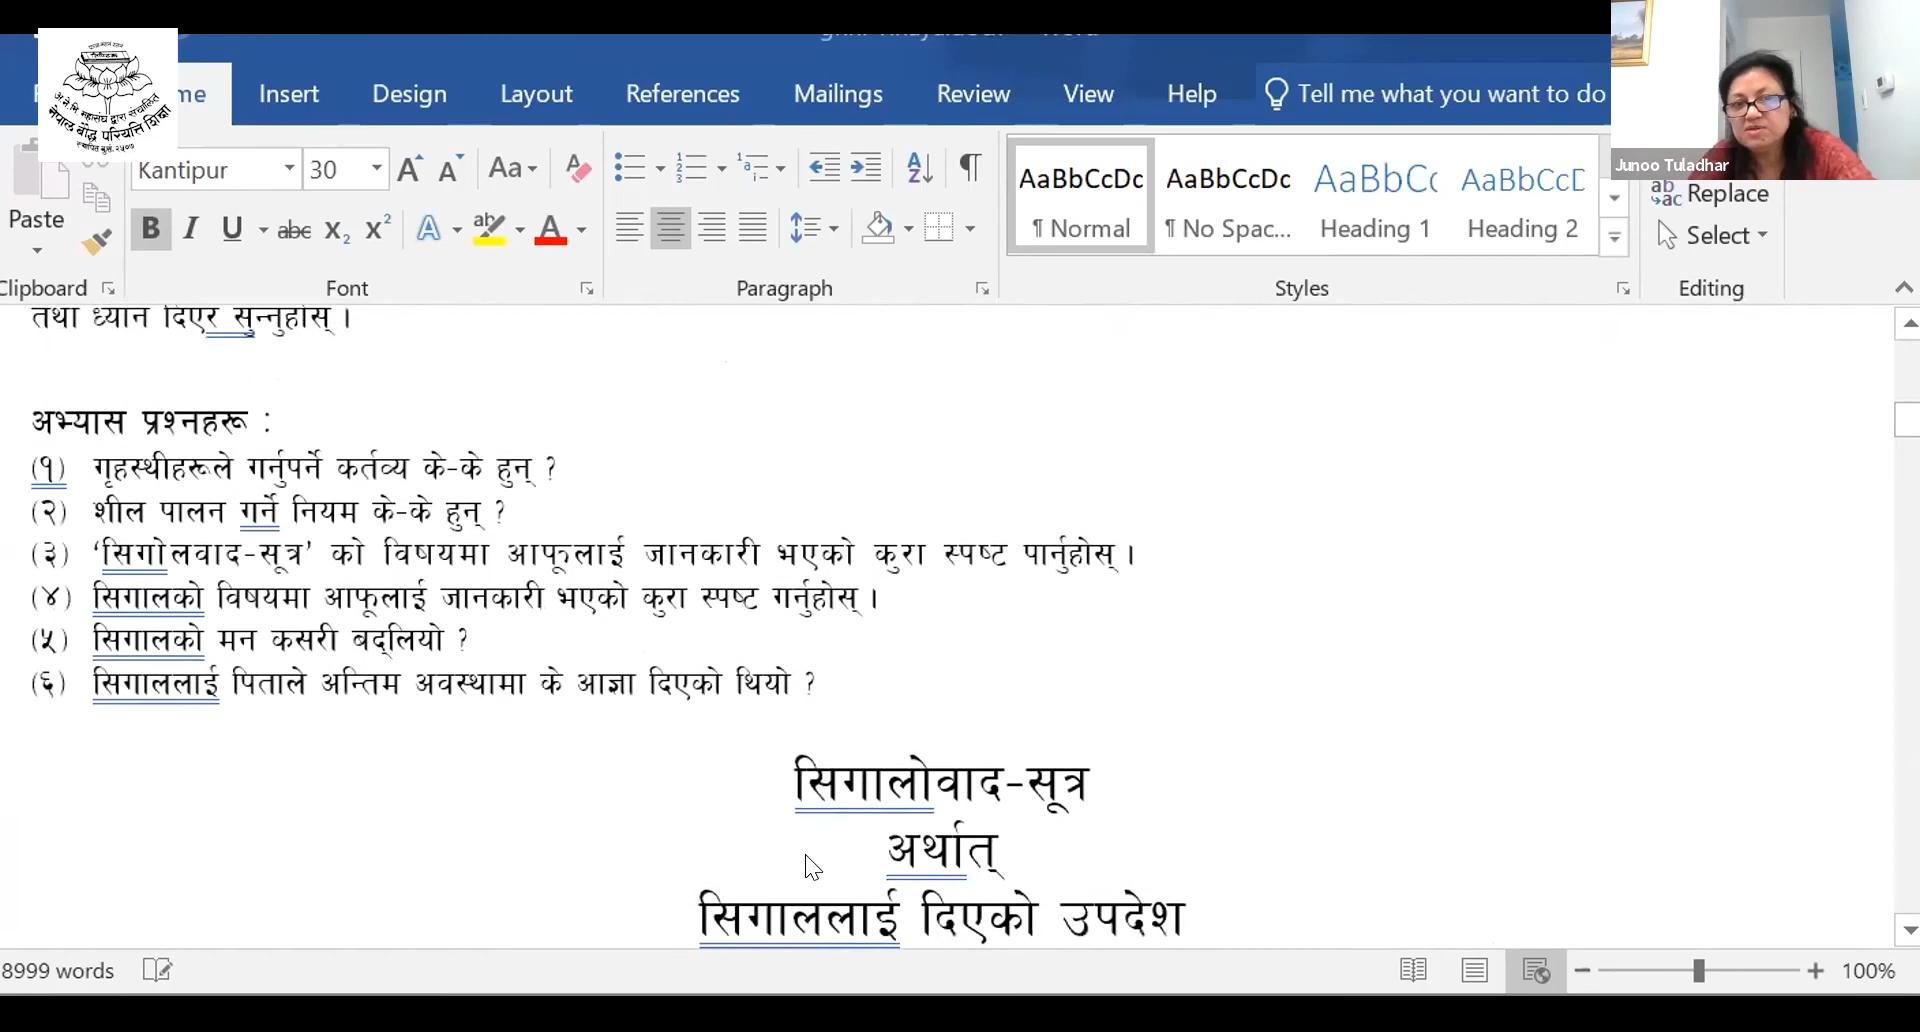 Insert Design Layout References Mailings Review View Help Tell me what you want to do
Junoo Tuladhar
Paste
Kantipur 30
AaBbCcDc AaBbCcDc AaBbCc AaBbCcD
¶ Normal ¶ No Spac... Heading 1 Heading 2
Replace
Select
Clipboard Font Paragraph Styles Editing
तथा ध्यान दिएर सुन्नुहोस् ।
अभ्यास प्रश्नहरू :
(१) गृहस्थीहरूले गर्नुपर्ने कर्तव्य के-के हुन् ?
(२) शील पालन गर्ने नियम के-के हुन् ?
(३) ‘सिगोलवाद-सूत्र’ को विषयमा आफूलाई जानकारी भएको कुरा स्पष्ट पार्नुहोस् ।
(४) सिगालको विषयमा आफूलाई जानकारी भएको कुरा स्पष्ट गर्नुहोस् ।
(५) सिगालको मन कसरी बद्लियो ?
(६) सिगाललाई पिताले अन्तिम अवस्थामा के आज्ञा दिएको थियो ?
सिगालोवाद-सूत्र
अर्थात्
सिगाललाई दिएको उपदेश
8999 words 100%